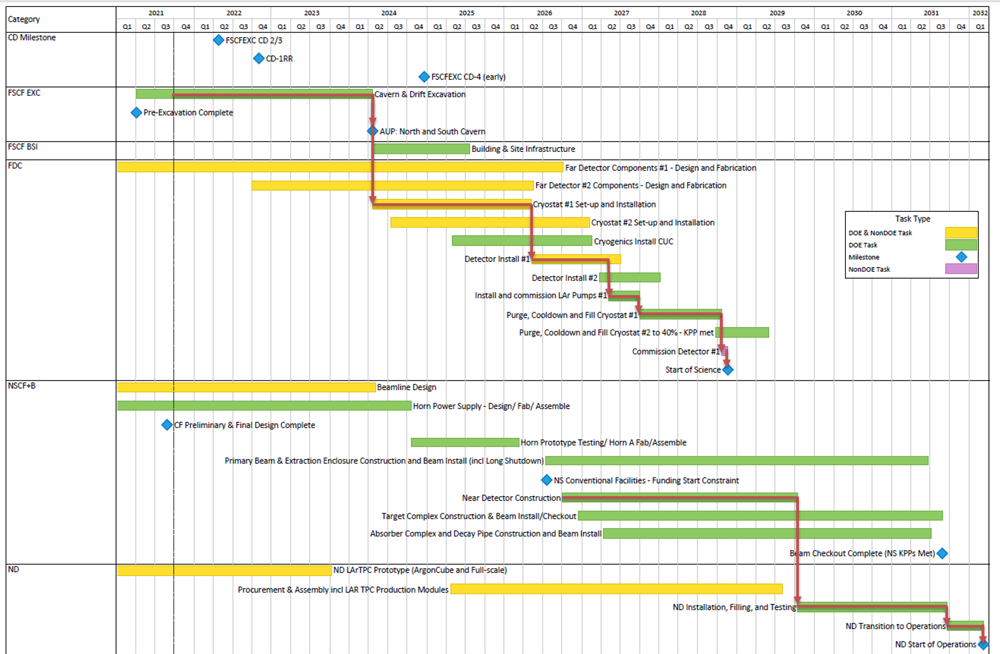 2021 2022 2023 2024 2025 2026 2027 2028 2029 2030 2031 2032
Category
Q1 Q2 Q3 Q4 Q1 Q2 Q3 Q4 Q1 Q2 Q3 Q4 Q1 Q2 Q3 Q4 Q1 Q2 Q3 Q4 Q1 Q2 Q3 Q4 Q1 Q2 Q3 Q4 Q1 Q2 Q3 Q4 Q1 Q2 Q3 Q4 Q1 Q2 Q3 Q4 Q1 Q2 Q3 Q4 Q1
CD Milestone
FSCFEXC CD 2/3
CD-1RR
FSCFEXC CD-4 (early)
FSCF EXC
Cavern & Drift Excavation
Pre-Excavation Complete
AUP: North and South Cavern
FSCF BSI
Building & Site Infrastructure
FDC
Far Detector Components #1 - Design and Fabrication
Far Detector #2 Components - Design and Fabrication
Cryostat #1 Set-up and Installation
Cryostat #2 Set-up and Installation
Cryogenics Install CUC
Detector Install #1
Detector Install #2
Install and commission LAr Pumps #1
Purge, Cooldown and Fill Cryostat #1
Purge, Cooldown and Fill Cryostat #2 to 40% - KPP met
Commission Detector #1
Start of Science
Task Type
DOE & NonDOE Task
DOE Task
Milestone
NonDOE Task
NSCF+B
Beamline Design
Horn Power Supply - Design/ Fab/ Assemble
CF Preliminary & Final Design Complete
Horn Prototype Testing/ Horn A Fab/Assemble
Primary Beam & Extraction Enclosure Construction and Beam Install (incl Long Shutdown)
NS Conventional Facilities - Funding Start Constraint
Near Detector Construction
Target Complex Construction & Beam Install/Checkout
Absorber Complex and Decay Pipe Construction and Beam Install
Beam Checkout Complete (NS KPPs Met)
ND
ND LArTPC Prototype (ArgonCube and Full-scale)
Procurement & Assembly incl LAR TPC Production Modules
ND Installation, Filling, and Testing
ND Transition to Operations
ND Start of Operations